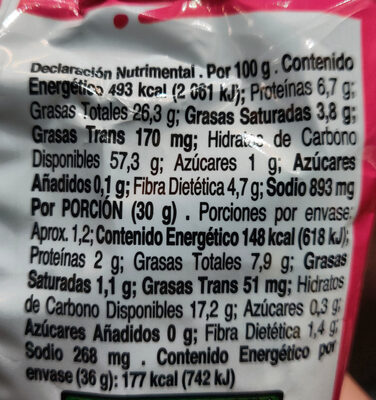 Declaración Nutrimental . Por 100 g . Contenido
Energético 493 kcal (2 061 kJ); Proteínas 6,7 g;
Grasas Totales 26,3 g; Grasas Saturadas 3,8 g;
Grasas Trans 170 mg; Hidratos de Carbono
Disponibles 57,3 g; Azúcares 1 g; Azúcares
Añadidos 0,1 g; Fibra Dietética 4,7 g; Sodio 893 mg
Por PORCIÓN (30 g) . Porciones por envase:
Aprox. 1,2; Contenido Energético 148 kcal (618 kJ);
Proteínas 2 g; Grasas Totales 7,9 g; Grasas
Saturadas 1,1 g; Grasas Trans 51 mg; Hidratos
de Carbono Disponibles 17,2 g; Azúcares 0,3 g;
Azúcares Añadidos 0 g; Fibra Dietética 1,4 g;
Sodio 268 mg . Contenido Energético por
envase (36 g): 177 kcal (742 kJ)